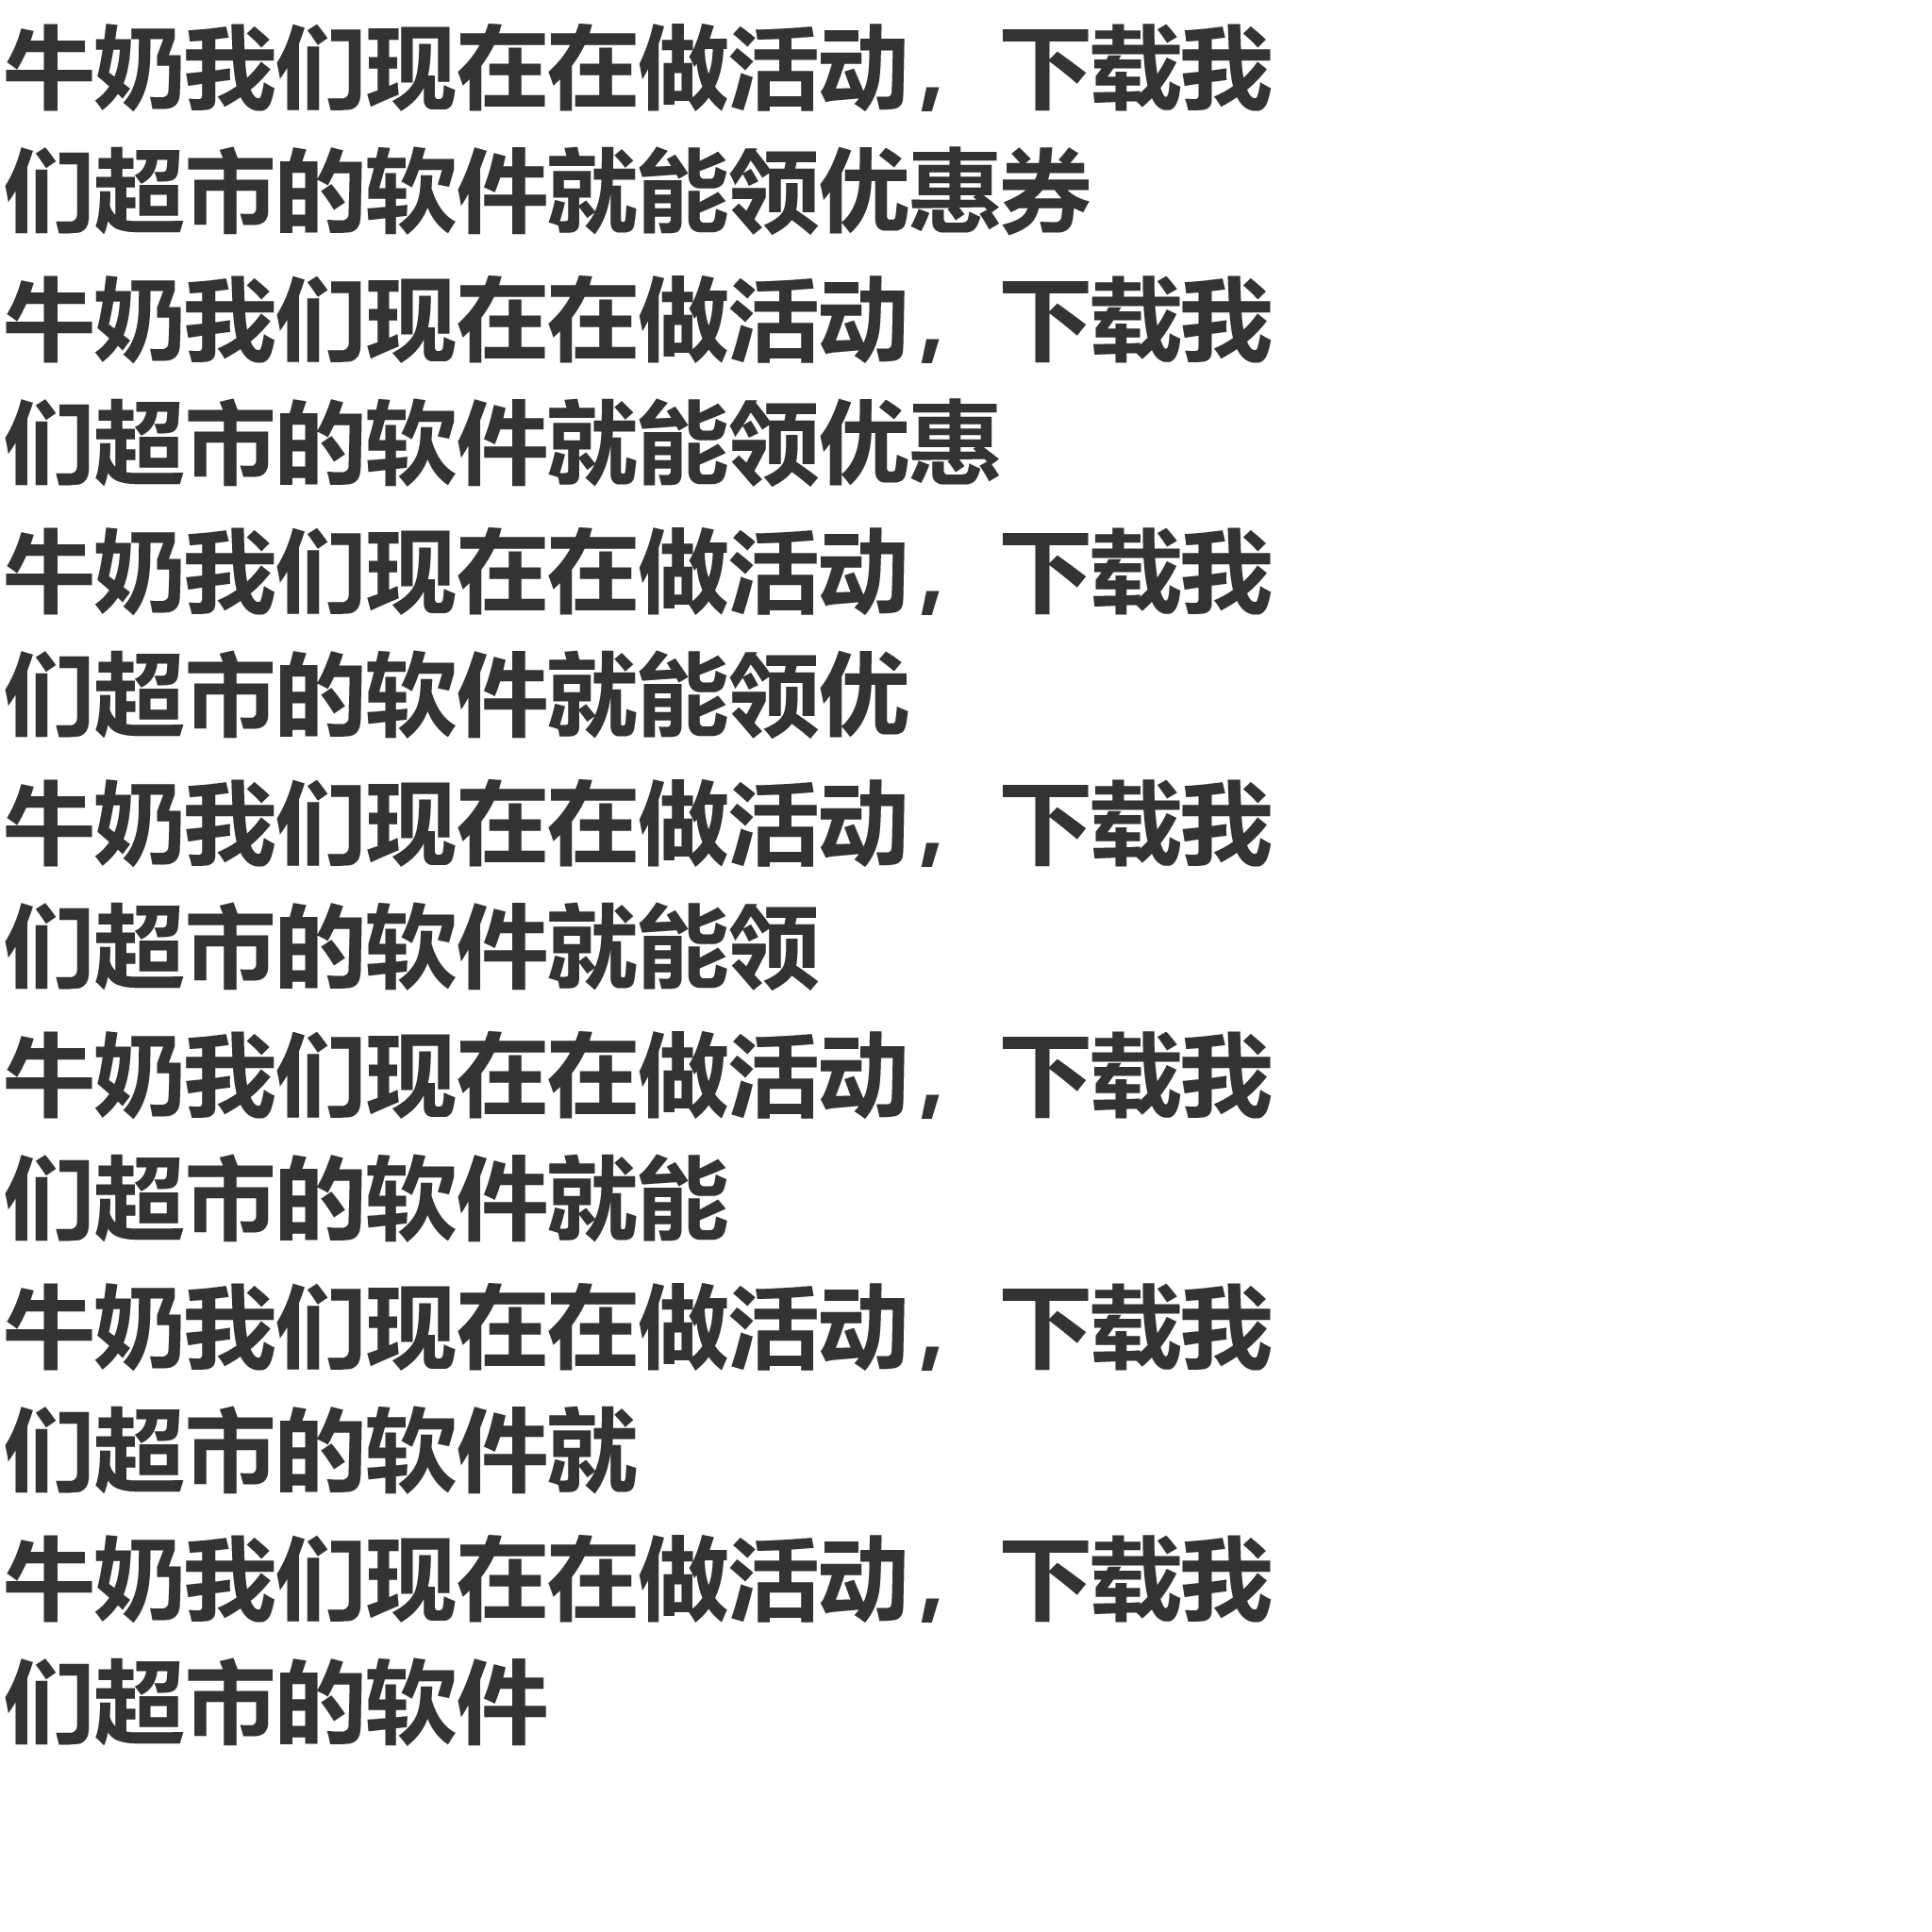 牛奶我们现在在做活动，下载我
们超市的软件就能领优惠券
牛奶我们现在在做活动，下载我
们超市的软件就能领优惠
牛奶我们现在在做活动，下载我
们超市的软件就能领优
牛奶我们现在在做活动，下载我
们超市的软件就能领
牛奶我们现在在做活动，下载我
们超市的软件就能
牛奶我们现在在做活动，下载我
们超市的软件就
牛奶我们现在在做活动，下载我
们超市的软件